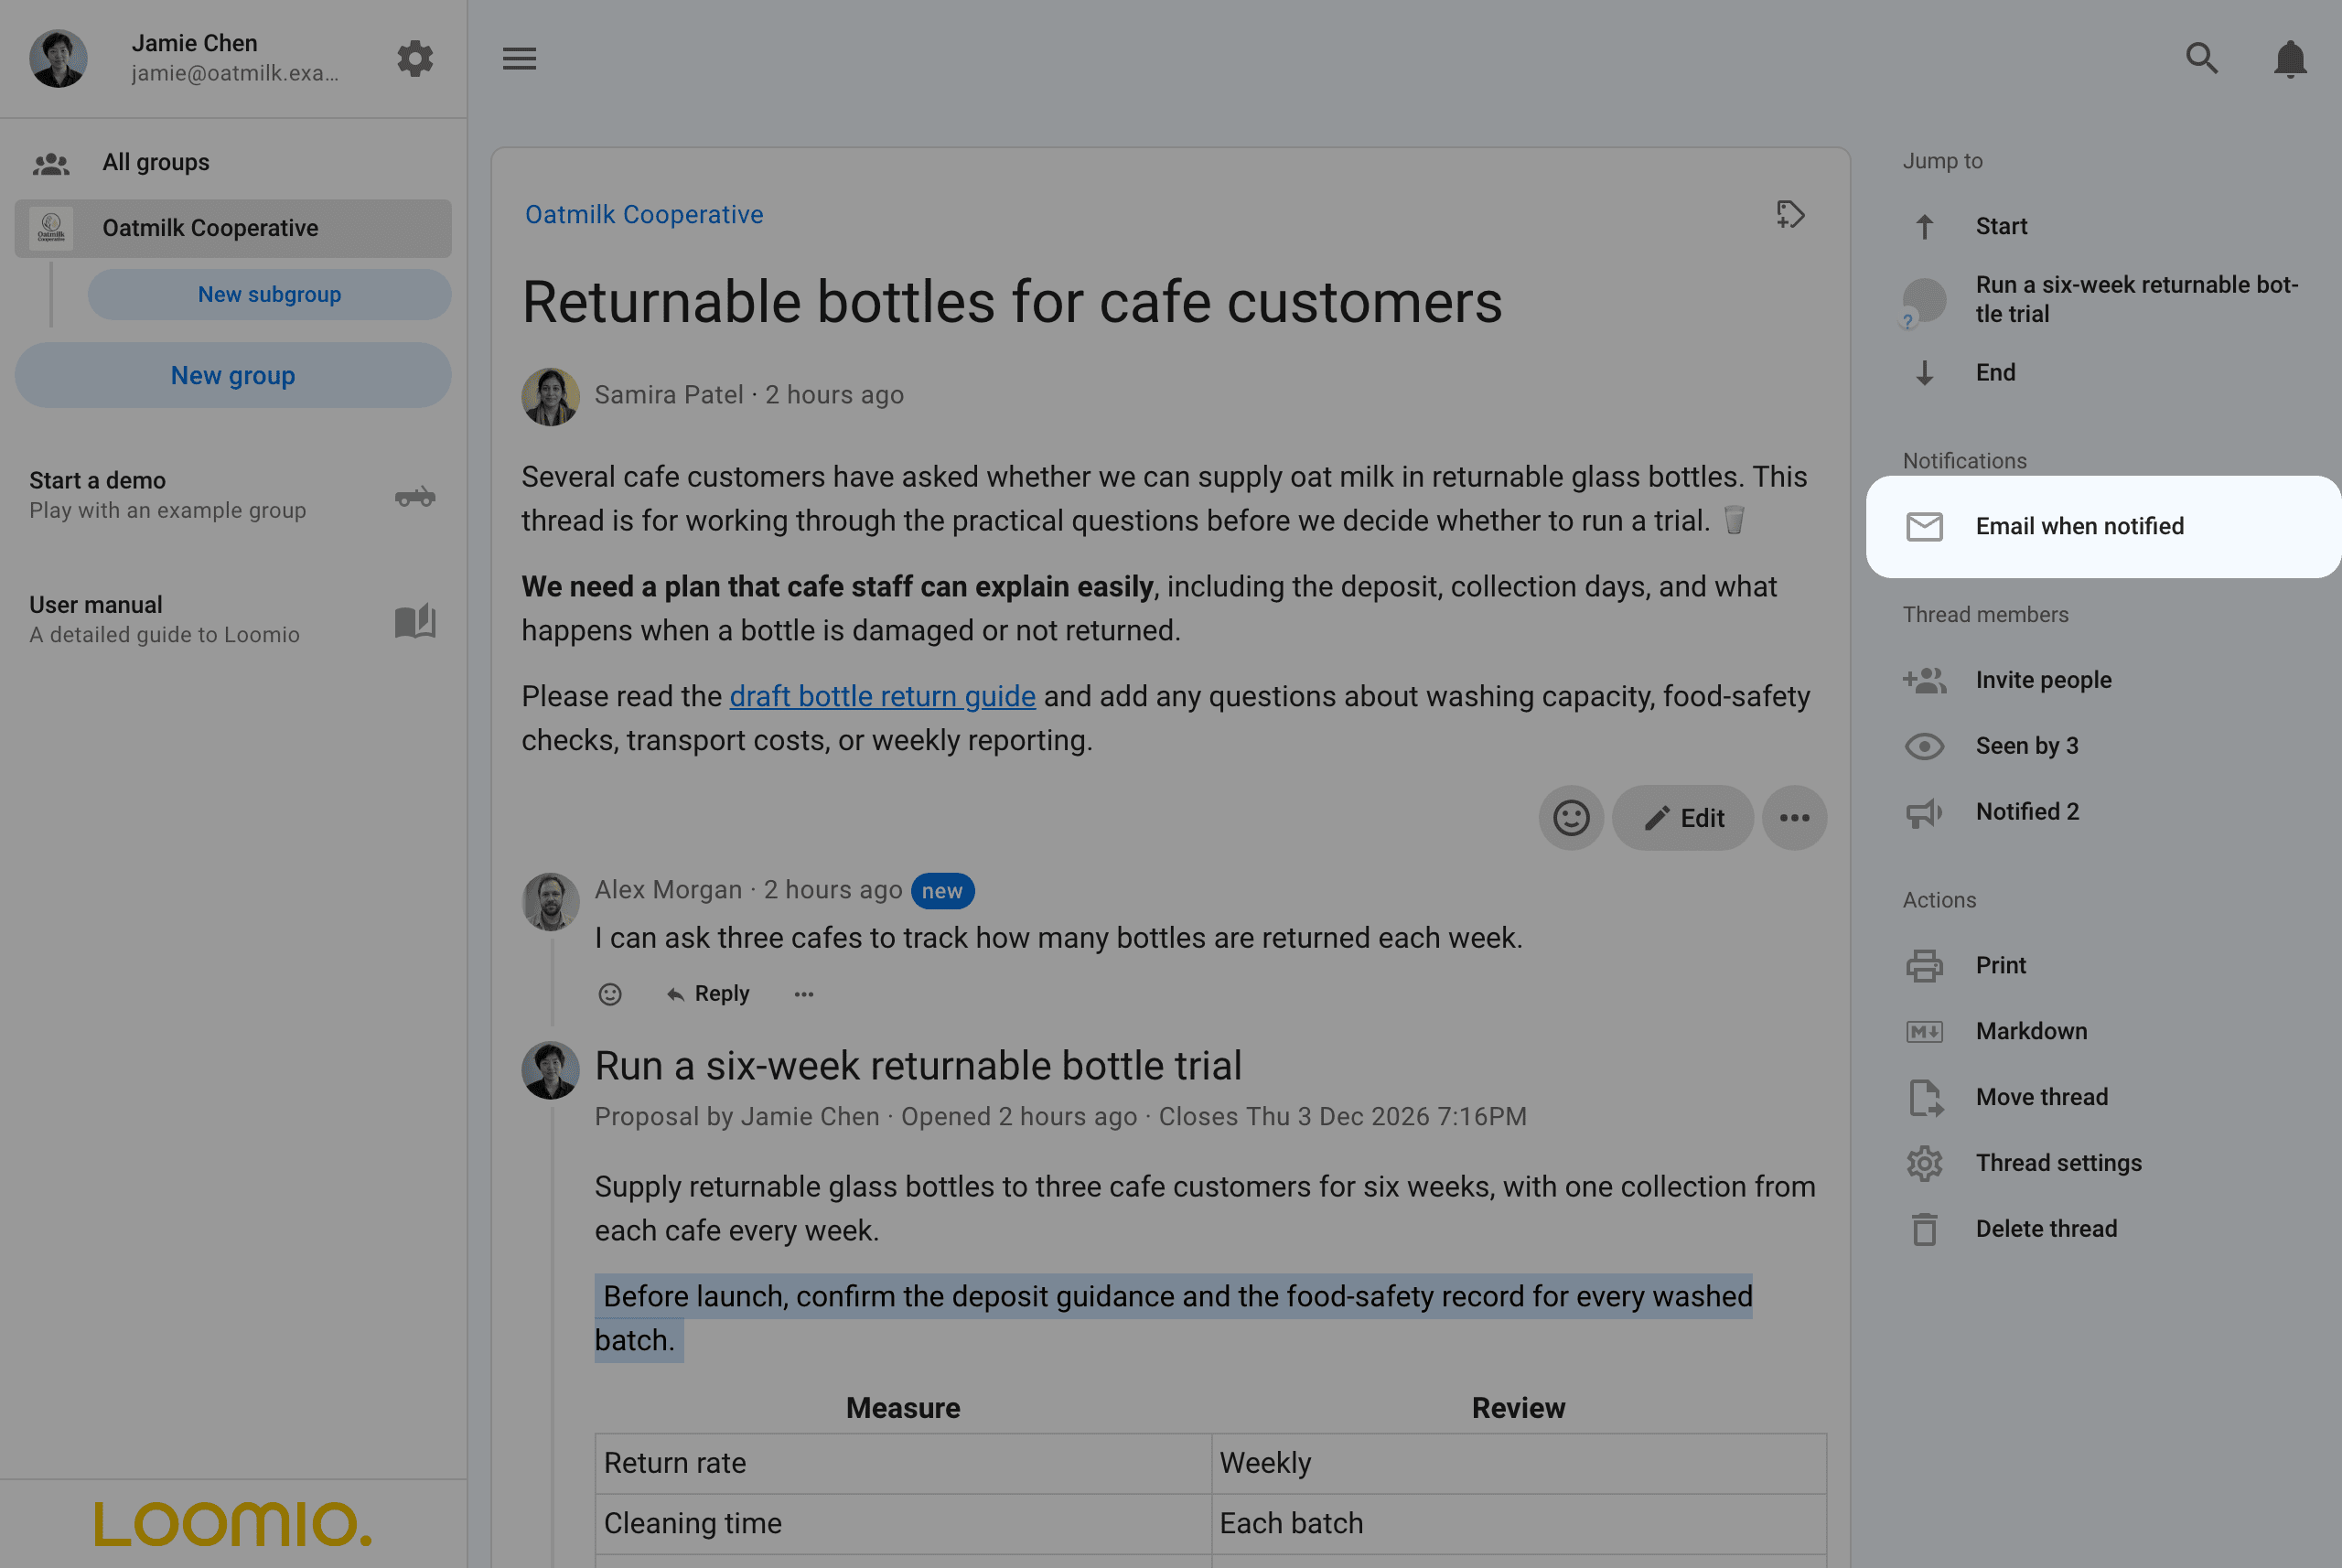 Jamie Chen
jamie@oatmilk.exa...
All groups
Oatmilk Cooperative
Oatmilk Cooperative
New subgroup
New group
Start a demo
Play with an example group
User manual
A detailed guide to Loomio
LOOMIO.
Oatmilk Cooperative
Returnable bottles for cafe customers
Samira Patel · 2 hours ago
Several cafe customers have asked whether we can supply oat milk in returnable glass bottles. This
thread is for working through the practical questions before we decide whether to run a trial. 🥛
We need a plan that cafe staff can explain easily, including the deposit, collection days, and what
happens when a bottle is damaged or not returned.
Please read the draft bottle return guide and add any questions about washing capacity, food-safety
checks, transport costs, or weekly reporting.
Edit
Alex Morgan · 2 hours ago new
I can ask three cafes to track how many bottles are returned each week.
Reply
Run a six-week returnable bottle trial
Proposal by Jamie Chen · Opened 2 hours ago · Closes Thu 3 Dec 2026 7:16PM
Supply returnable glass bottles to three cafe customers for six weeks, with one collection from
each cafe every week.
Before launch, confirm the deposit guidance and the food-safety record for every washed
batch.
Measure Review
Return rate Weekly
Cleaning time Each batch
Jump to
Start
?
Run a six-week returnable bot-
tle trial
End
Notifications
Email when notified
Thread members
Invite people
Seen by 3
Notified 2
Actions
Print
M
Markdown
Move thread
Thread settings
Delete thread